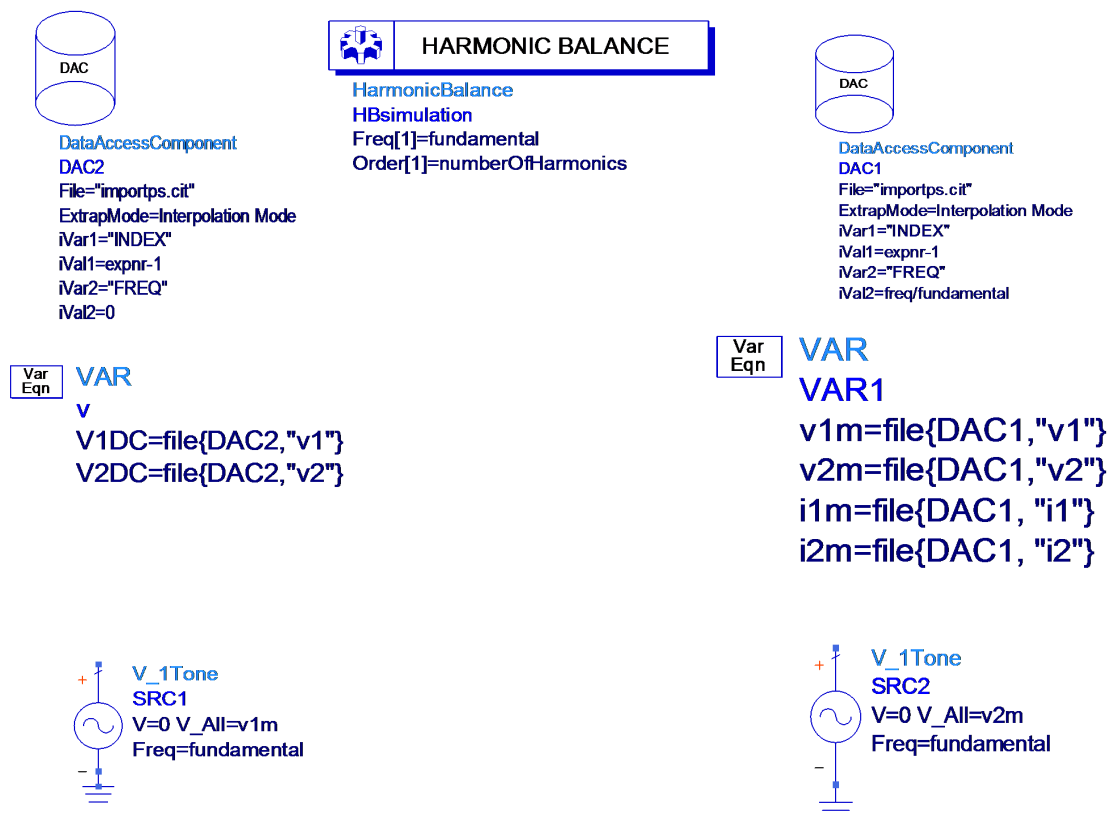 DAC
DataAccessComponent
DAC2
File="importps.cit"
ExtrapMode=Interpolation Mode
iVar1="INDEX"
iVal1=expnr-1
iVar2="FREQ"
iVal2=0
HARMONIC BALANCE
HarmonicBalance
HBsimulation
Freq[1]=fundamental
Order[1]=numberOfHarmonics
DAC
DataAccessComponent
DAC1
File="importps.cit"
ExtrapMode=Interpolation Mode
iVar1="INDEX"
iVal1=expnr-1
iVar2="FREQ"
iVal2=freq/fundamental
Var
Eqn
VAR
v
V1DC=file{DAC2,"v1"}
V2DC=file{DAC2,"v2"}
Var
Eqn
VAR
VAR1
v1m=file{DAC1,"v1"}
v2m=file{DAC1,"v2"}
i1m=file{DAC1, "i1"}
i2m=file{DAC1, "i2"}
+
V_1Tone
SRC1
V=0 V_All=v1m
Freq=fundamental
−
+
V_1Tone
SRC2
V=0 V_All=v2m
Freq=fundamental
−